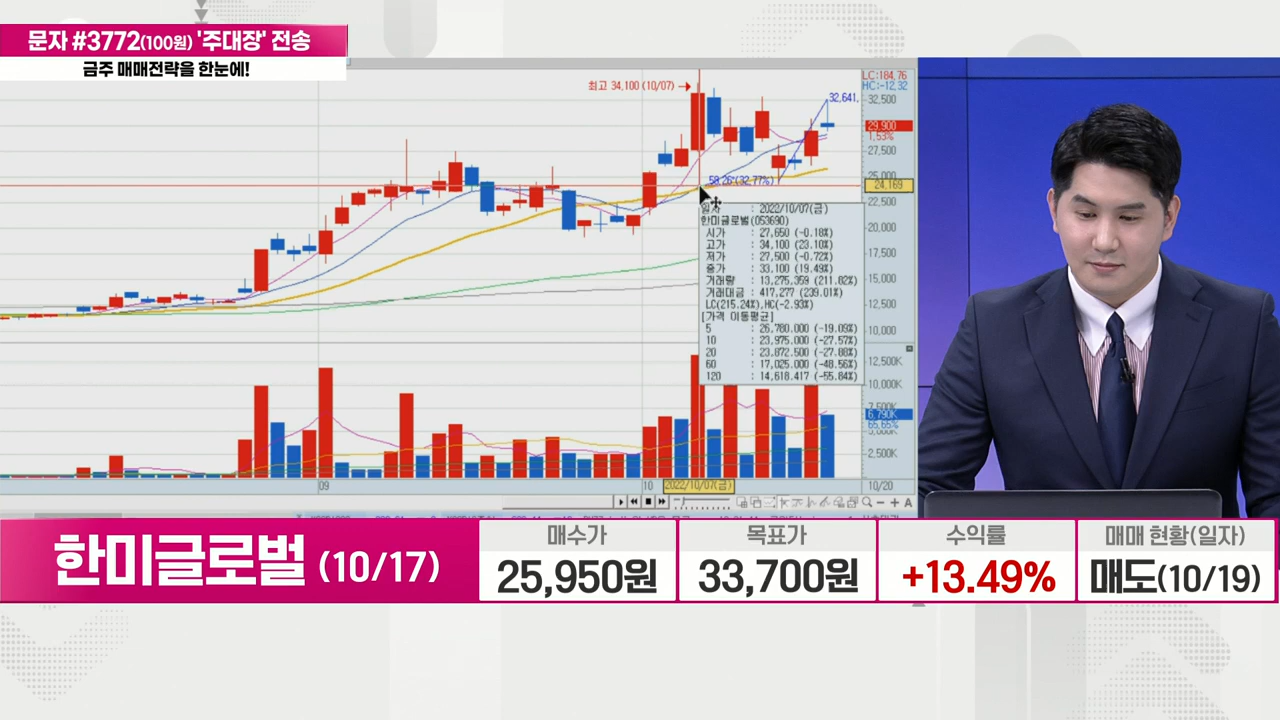 문자 #3772(100원) '주대장' 전송
금주 매매전략을 한눈에!
최고 34,100 (10/07)
LC:184.76
HC:-12.32
32,641
32,500
29,900
1.53%
27,500
25,000
24,169
22,500
20,000
17,500
15,000
12,500
10,000
58.26°(32.77%)
일자 : 2022/10/07(금)
한미글로벌(053690)
시가 : 27,650 (-0.18%)
고가 : 34,100 (23.10%)
저가 : 27,500 (-0.72%)
종가 : 33,100 (19.49%)
거래량 : 13,275,359 (211.82%)
거래대금 : 417,277 (239.01%)
LC(215.24%),HC(-2.93%)
[가격 이동평균]
5 : 26,780.000 (-19.09%)
10 : 23,975.000 (-27.57%)
20 : 23,872.500 (-27.88%)
60 : 17,025.000 (-48.56%)
120 : 14,618.417 (-55.84%)
12,500K
10,000K
7,500K
6,790K
65.65%
5,000K
2,500K
09
10
2022/10/07(금)
10/20
A
한미글로벌 (10/17)
매수가
25,950원
목표가
33,700원
수익률
+13.49%
매매 현황(일자)
매도(10/19)